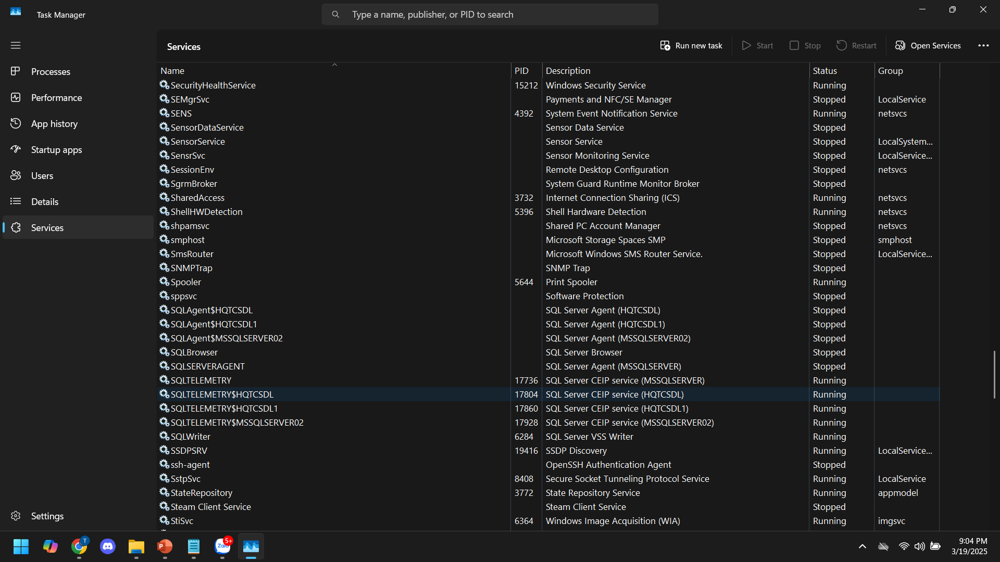 Task Manager
Type a name, publisher, or PID to search
Services
Run new task
Start
Stop
Restart
Open Services
Processes
Performance
App history
Startup apps
Users
Details
Services
Settings
Name PID Description Status Group
SecurityHealthService 15212 Windows Security Service Running
SEMgrSvc Payments and NFC/SE Manager Stopped LocalService
SENS 4392 System Event Notification Service Running netsvcs
SensorDataService Sensor Data Service Stopped
SensorService Sensor Service Stopped LocalSystem...
SensrSvc Sensor Monitoring Service Stopped LocalService...
SessionEnv Remote Desktop Configuration Stopped netsvcs
SgrmBroker System Guard Runtime Monitor Broker Stopped
SharedAccess 3732 Internet Connection Sharing (ICS) Running netsvcs
ShellHWDetection 5396 Shell Hardware Detection Running netsvcs
shpamsvc Shared PC Account Manager Stopped netsvcs
smphost Microsoft Storage Spaces SMP Stopped smphost
SmsRouter Microsoft Windows SMS Router Service. Stopped LocalService...
SNMPTrap SNMP Trap Stopped
Spooler 5644 Print Spooler Running
sppsvc Software Protection Stopped
SQLAgent$HQTCSDL SQL Server Agent (HQTCSDL) Stopped
SQLAgent$HQTCSDL1 SQL Server Agent (HQTCSDL1) Stopped
SQLAgent$MSSQLSERVER02 SQL Server Agent (MSSQLSERVER02) Stopped
SQLBrowser SQL Server Browser Stopped
SQLSERVERAGENT SQL Server Agent (MSSQLSERVER) Stopped
SQLTELEMETRY 17736 SQL Server CEIP service (MSSQLSERVER) Running
SQLTELEMETRY$HQTCSDL 17804 SQL Server CEIP service (HQTCSDL) Running
SQLTELEMETRY$HQTCSDL1 17860 SQL Server CEIP service (HQTCSDL1) Running
SQLTELEMETRY$MSSQLSERVER02 17928 SQL Server CEIP service (MSSQLSERVER02) Running
SQLWriter 6284 SQL Server VSS Writer Running
SSDPSRV 19416 SSDP Discovery Running LocalService...
ssh-agent OpenSSH Authentication Agent Stopped
SstpSvc 8408 Secure Socket Tunneling Protocol Service Running LocalService
StateRepository 3772 State Repository Service Running appmodel
Steam Client Service Steam Client Service Stopped
StiSvc 6364 Windows Image Acquisition (WIA) Running imgsvc
T
P
Zalo
5+
9:04 PM
3/19/2025